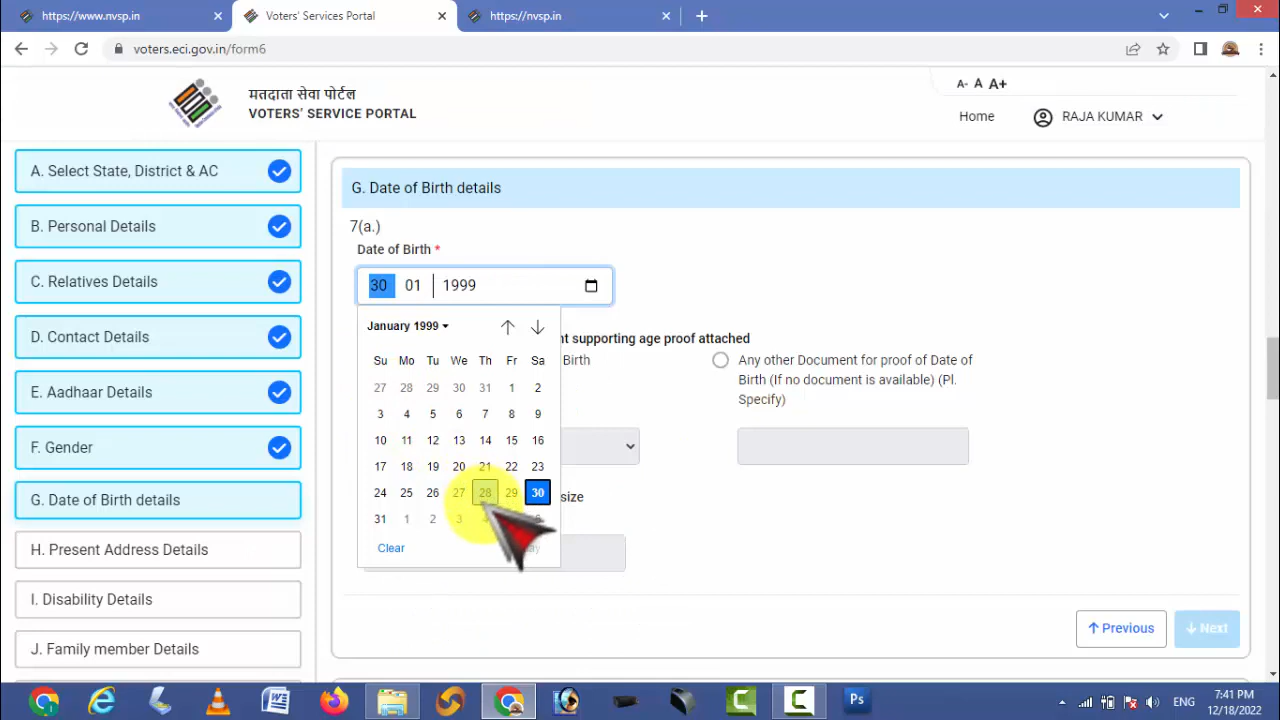 https://www.nvsp.in
Voters' Services Portal
https://nvsp.in
voters.eci.gov.in/form6
मतदाता सेवा पोर्टल
VOTERS' SERVICE PORTAL
A- A A+
Home
RAJA KUMAR
A. Select State, District & AC
B. Personal Details
C. Relatives Details
D. Contact Details
E. Aadhaar Details
F. Gender
G. Date of Birth details
H. Present Address Details
I. Disability Details
J. Family member Details
G. Date of Birth details
7(a.)
Date of Birth *
30 01 1999
January 1999
Su Mo Tu We Th Fr Sa
27 28 29 30 31 1 2
3 4 5 6 7 8 9
10 11 12 13 14 15 16
17 18 19 20 21 22 23
24 25 26 27 28 29 30
31 1 2 3
Clear
supporting age proof attached
Birth
Any other Document for proof of Date of
Birth (If no document is available) (Pl.
Specify)
size
Previous
Next
ENG
7:41 PM
12/18/2022
Ps